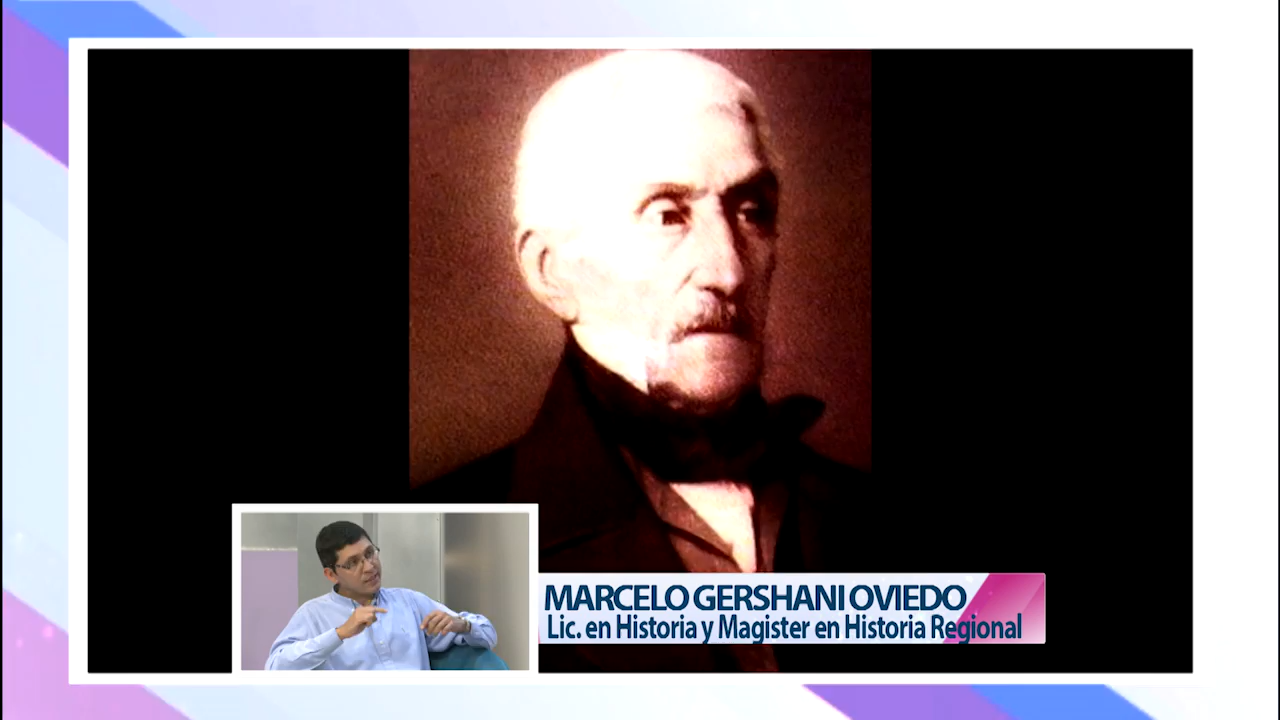 MARCELO GERSHANI OVIEDO
Lic. en Historia y Magister en Historia Regional